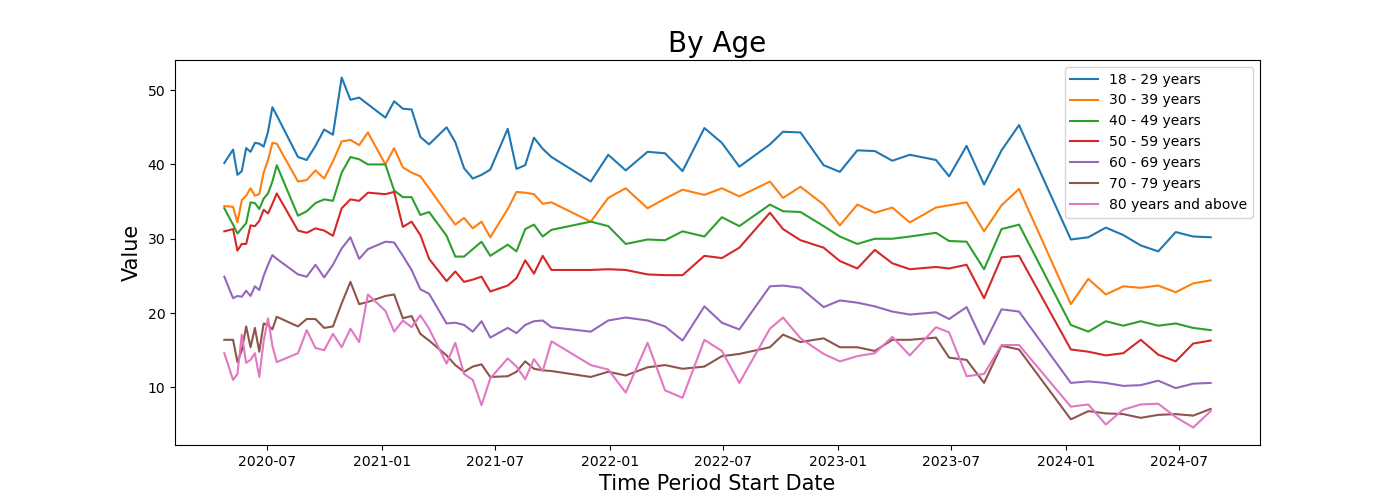 By Age
18 - 29 years
30 - 39 years
40 - 49 years
50 - 59 years
60 - 69 years
70 - 79 years
80 years and above
Value
50
40
30
20
10
2020-07
2021-01
2021-07
2022-01
2022-07
2023-01
2023-07
2024-01
2024-07
Time Period Start Date